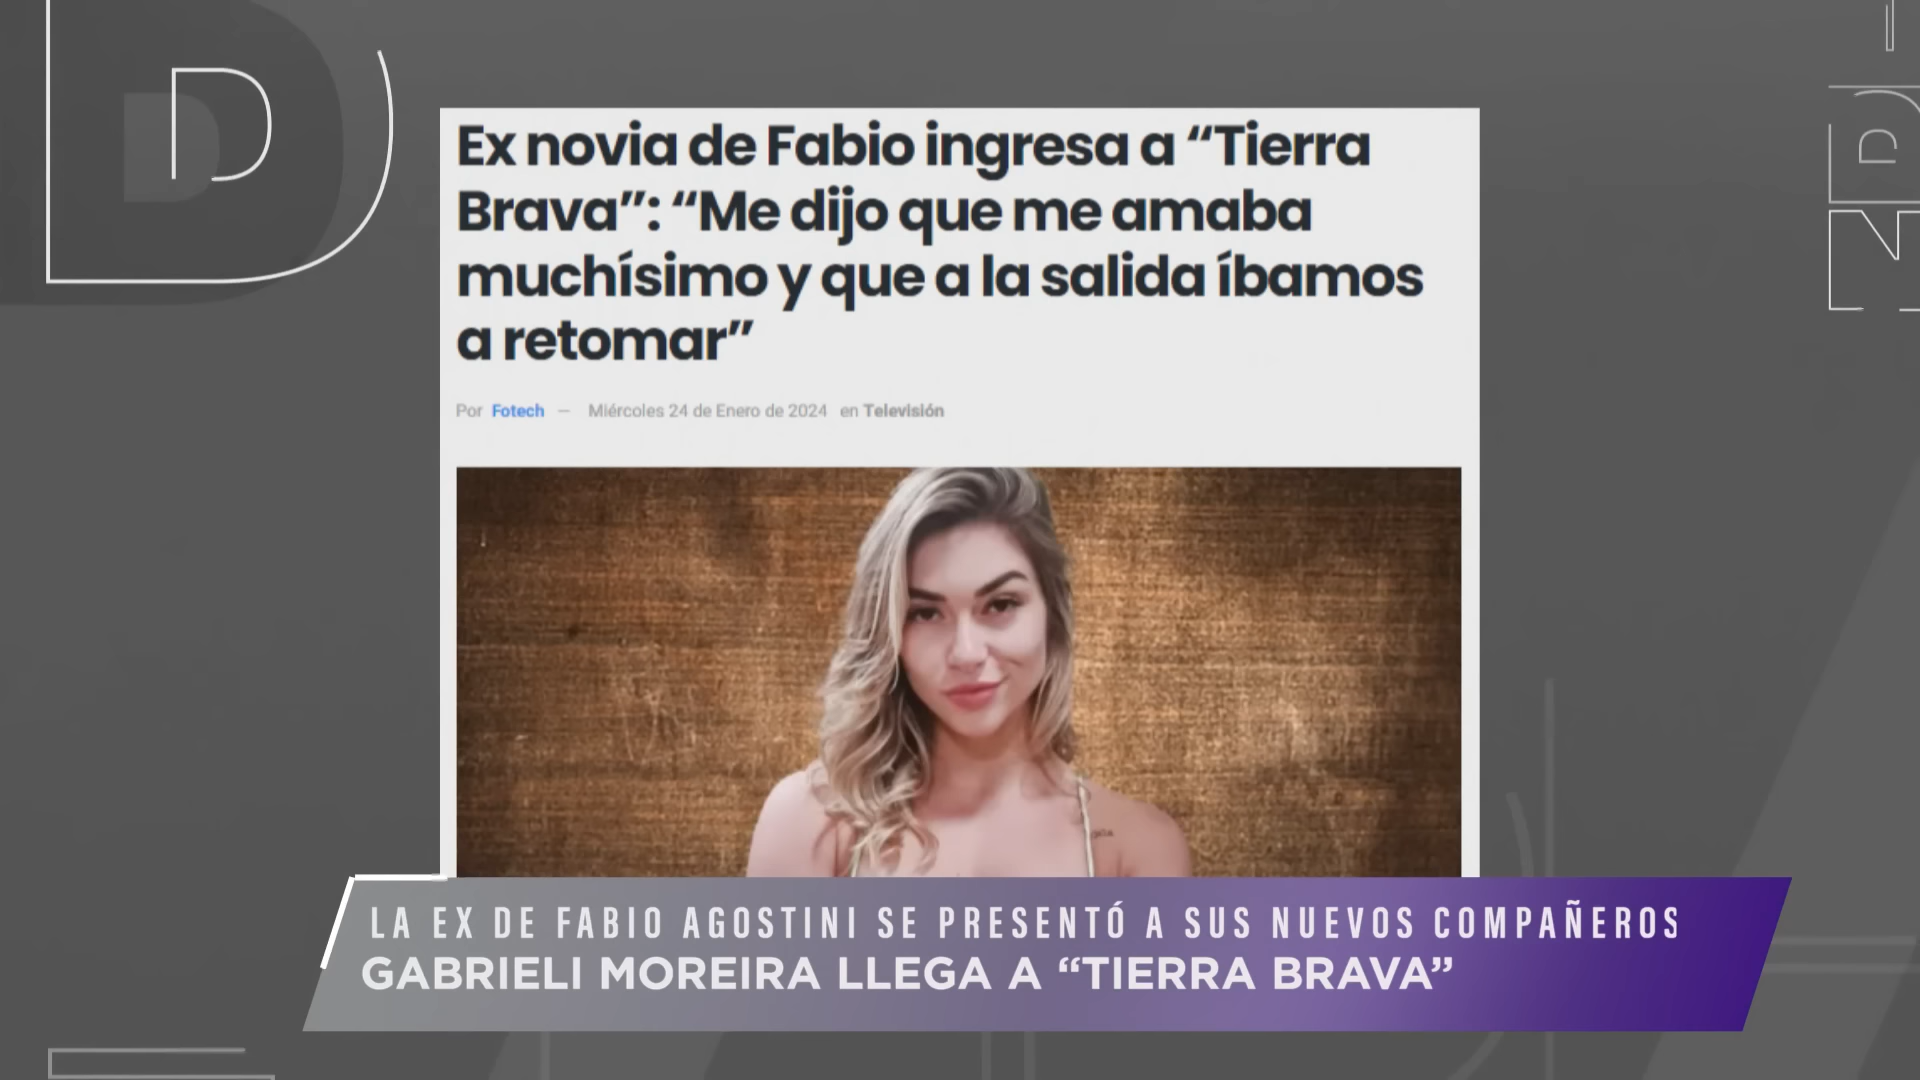 Ex novia de Fabio ingresa a “Tierra
Brava”: “Me dijo que me amaba
muchísimo y que a la salida íbamos
a retomar”
Por Fotech — Miércoles 24 de Enero de 2024 en Televisión
LA EX DE FABIO AGOSTINI SE PRESENTÓ A SUS NUEVOS COMPAÑEROS
GABRIELI MOREIRA LLEGA A “TIERRA BRAVA”